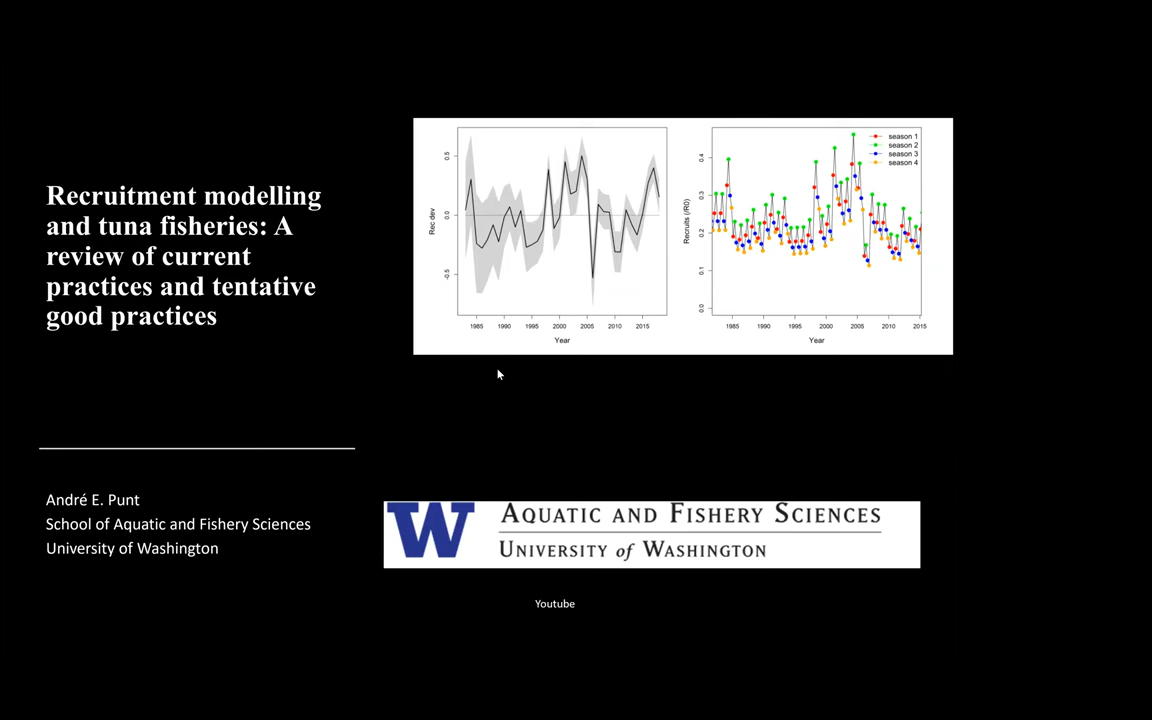 Recruitment modelling
and tuna fisheries: A
review of current
practices and tentative
good practices
André E. Punt
School of Aquatic and Fishery Sciences
University of Washington
Rec dev
0.5
0.0
-0.5
1985 1990 1995 2000 2005 2010 2015
Year
Recruits (/R0)
0.4
0.3
0.2
0.1
0.0
1985 1990 1995 2000 2005 2010 2015
Year
season 1
season 2
season 3
season 4
W
AQUATIC AND FISHERY SCIENCES
UNIVERSITY of WASHINGTON
Youtube